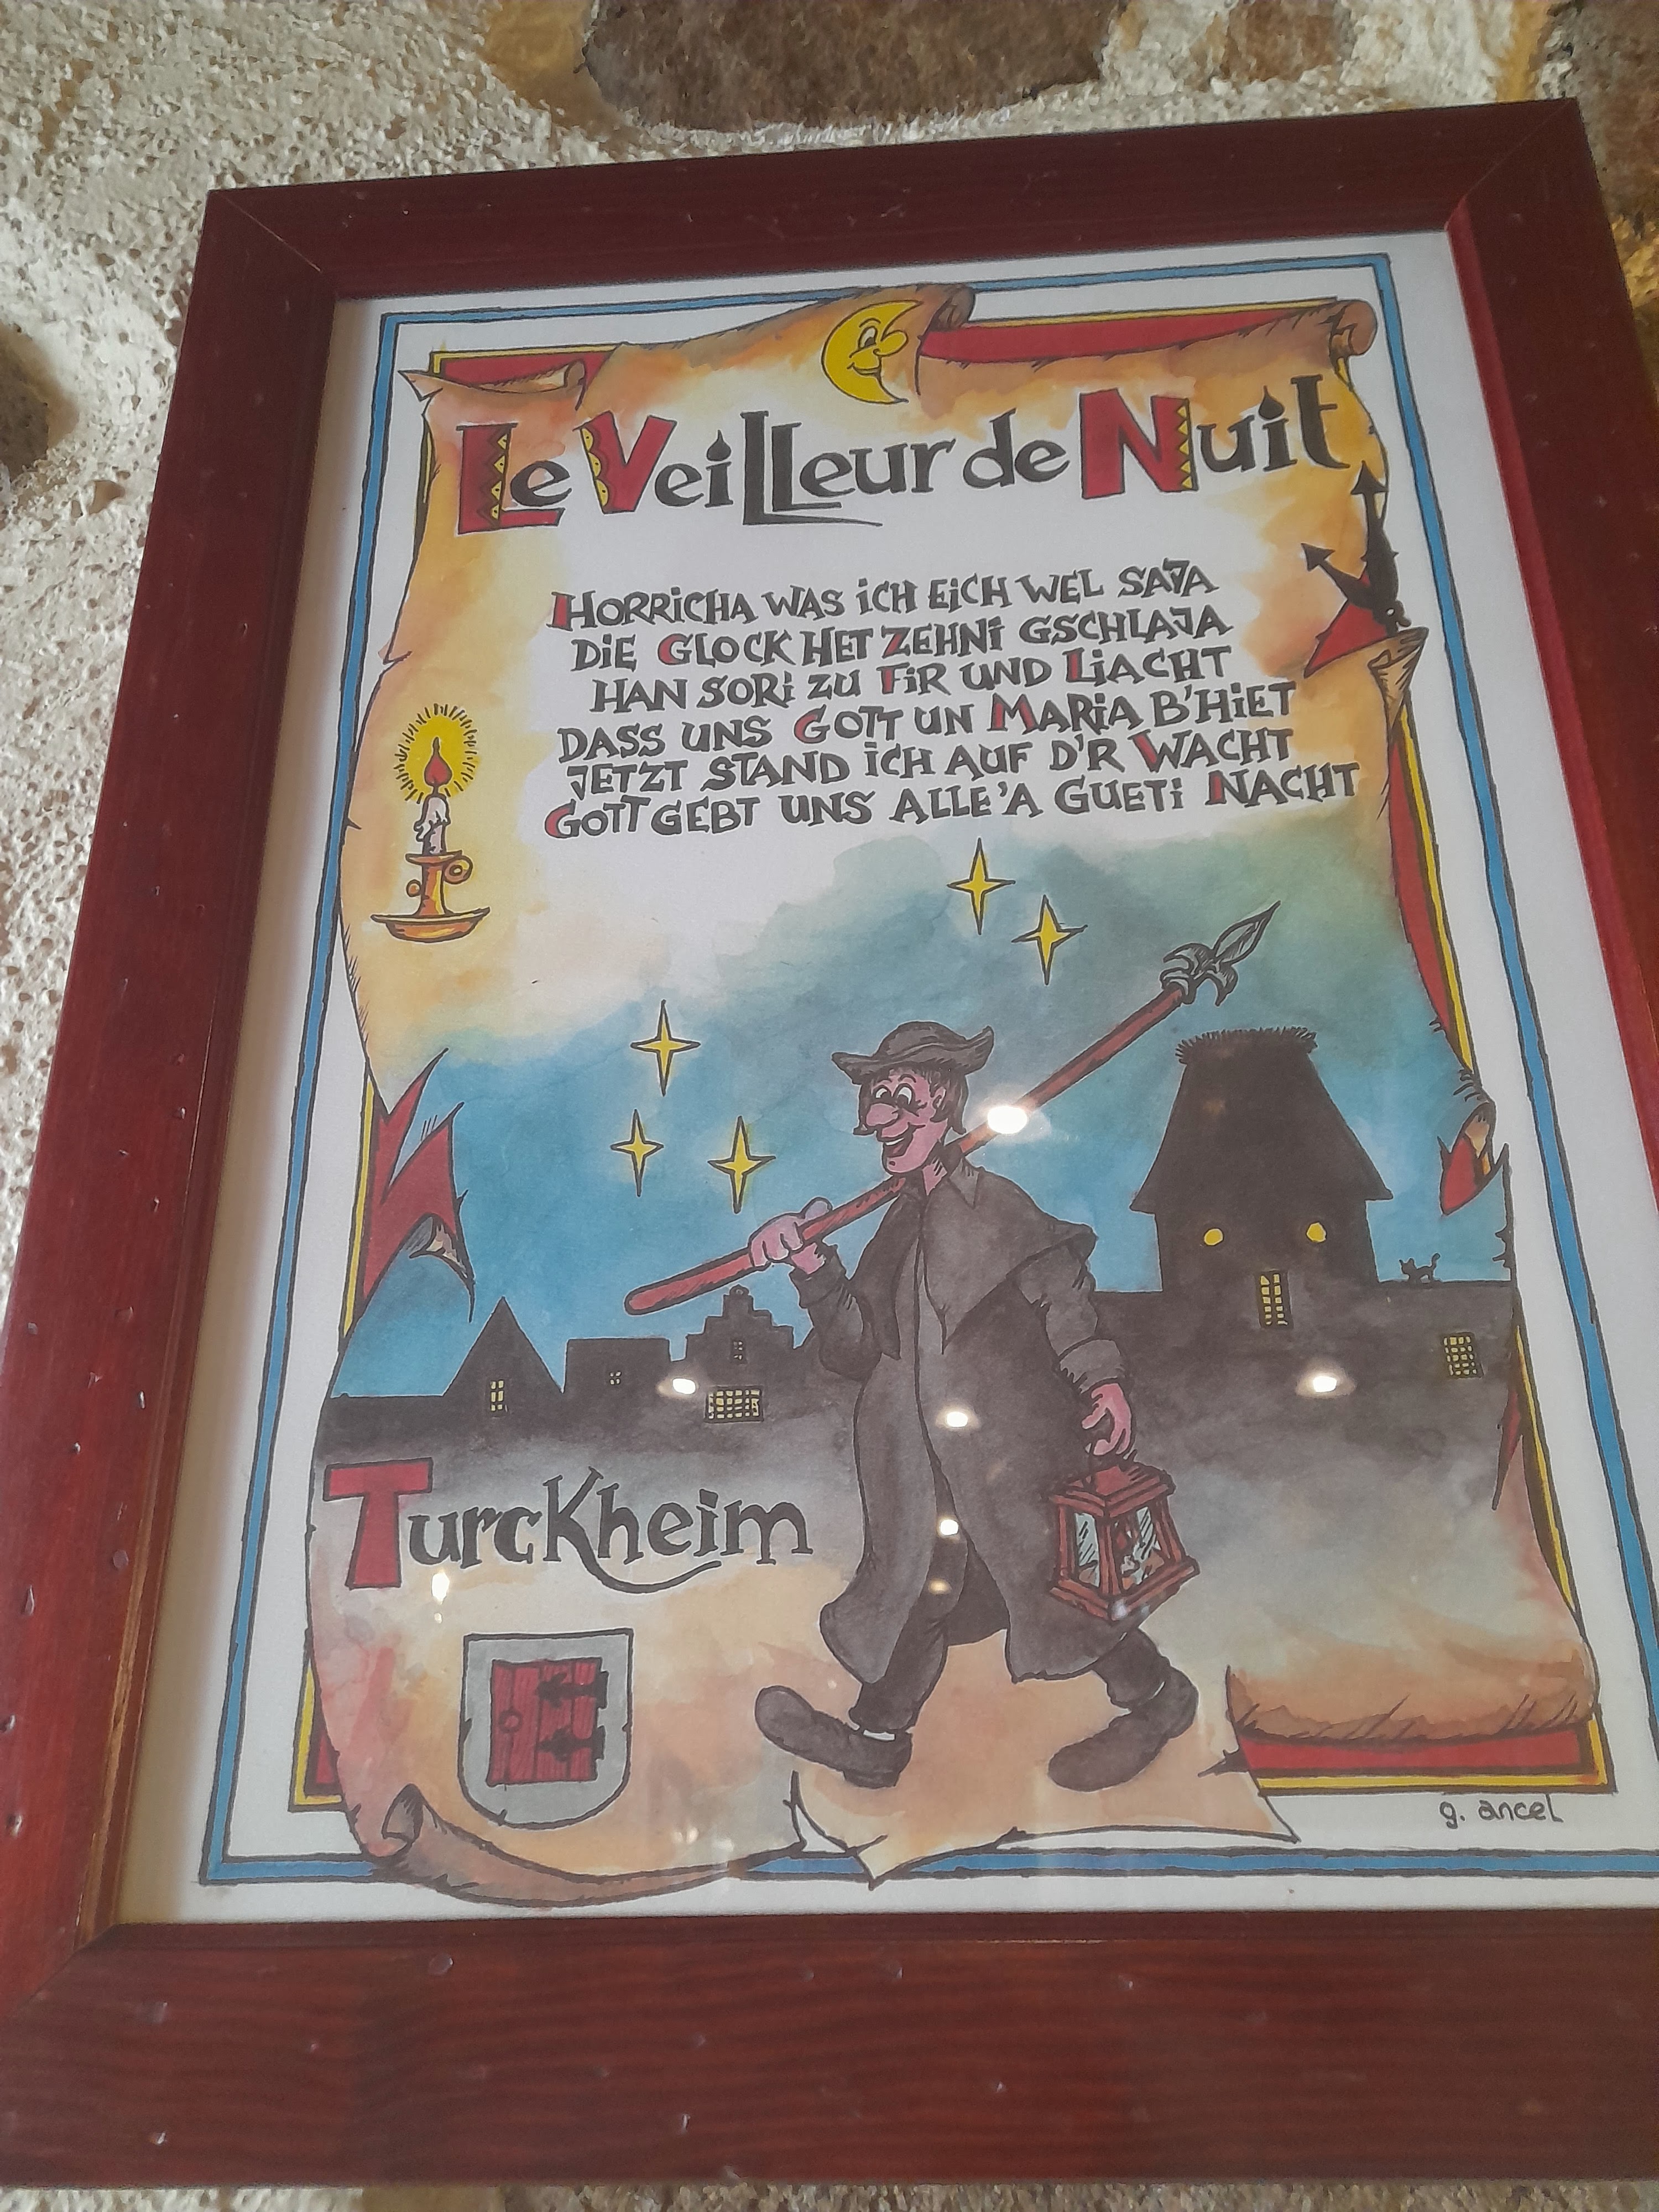 Le Veilleur de Nuit
HORRICHA WAS iCH EiCH WEL SAJA
DiE GLOCK HET ZEHNi GSCHLAJA
HAN SORi ZU FiR UND LiACHT
DASS UNS GOTT UN MARiA B'HiET
JETZT STAND iCH AUF D'R WACHT
GOTT GEBT UNS ALLE'A GUETi NACHT
Turckheim
g. ancel